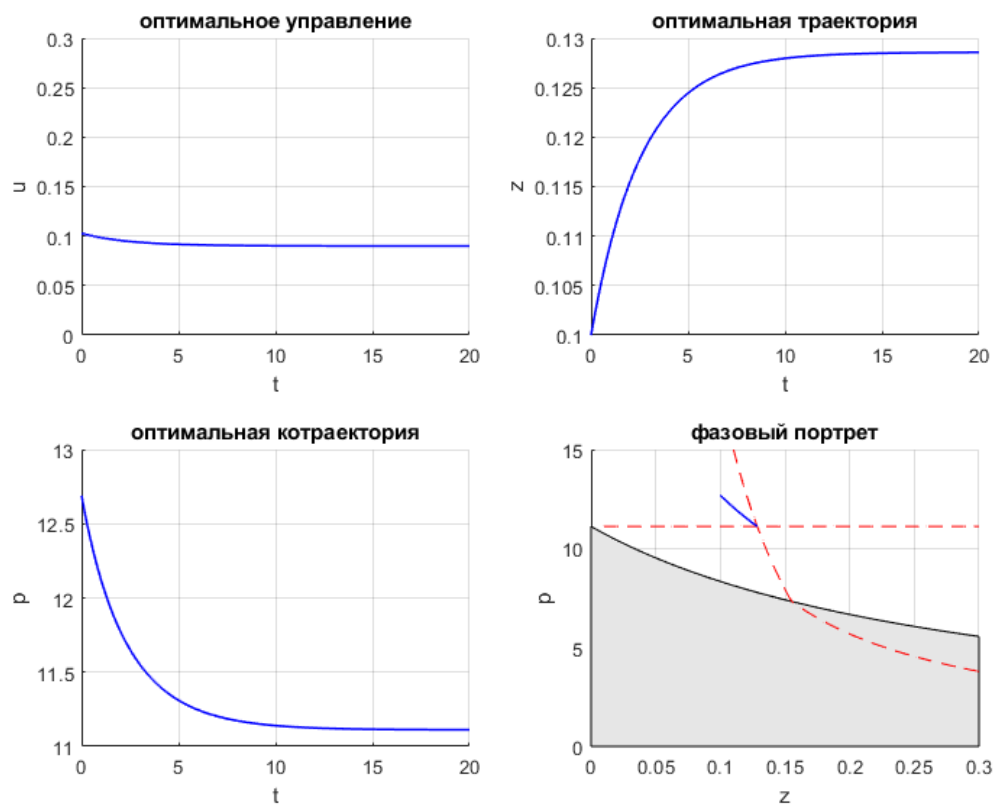 оптимальное управление
0.3
0.25
0.2
0.15
0.1
0.05
0
u
0 5 10 15 20
t
оптимальная траектория
0.13
0.125
0.12
0.115
0.11
0.105
0.1
z
0 5 10 15 20
t
оптимальная котраектория
13
12.5
12
11.5
11
p
0 5 10 15 20
t
фазовый портрет
15
10
5
0
p
0 0.05 0.1 0.15 0.2 0.25 0.3
z